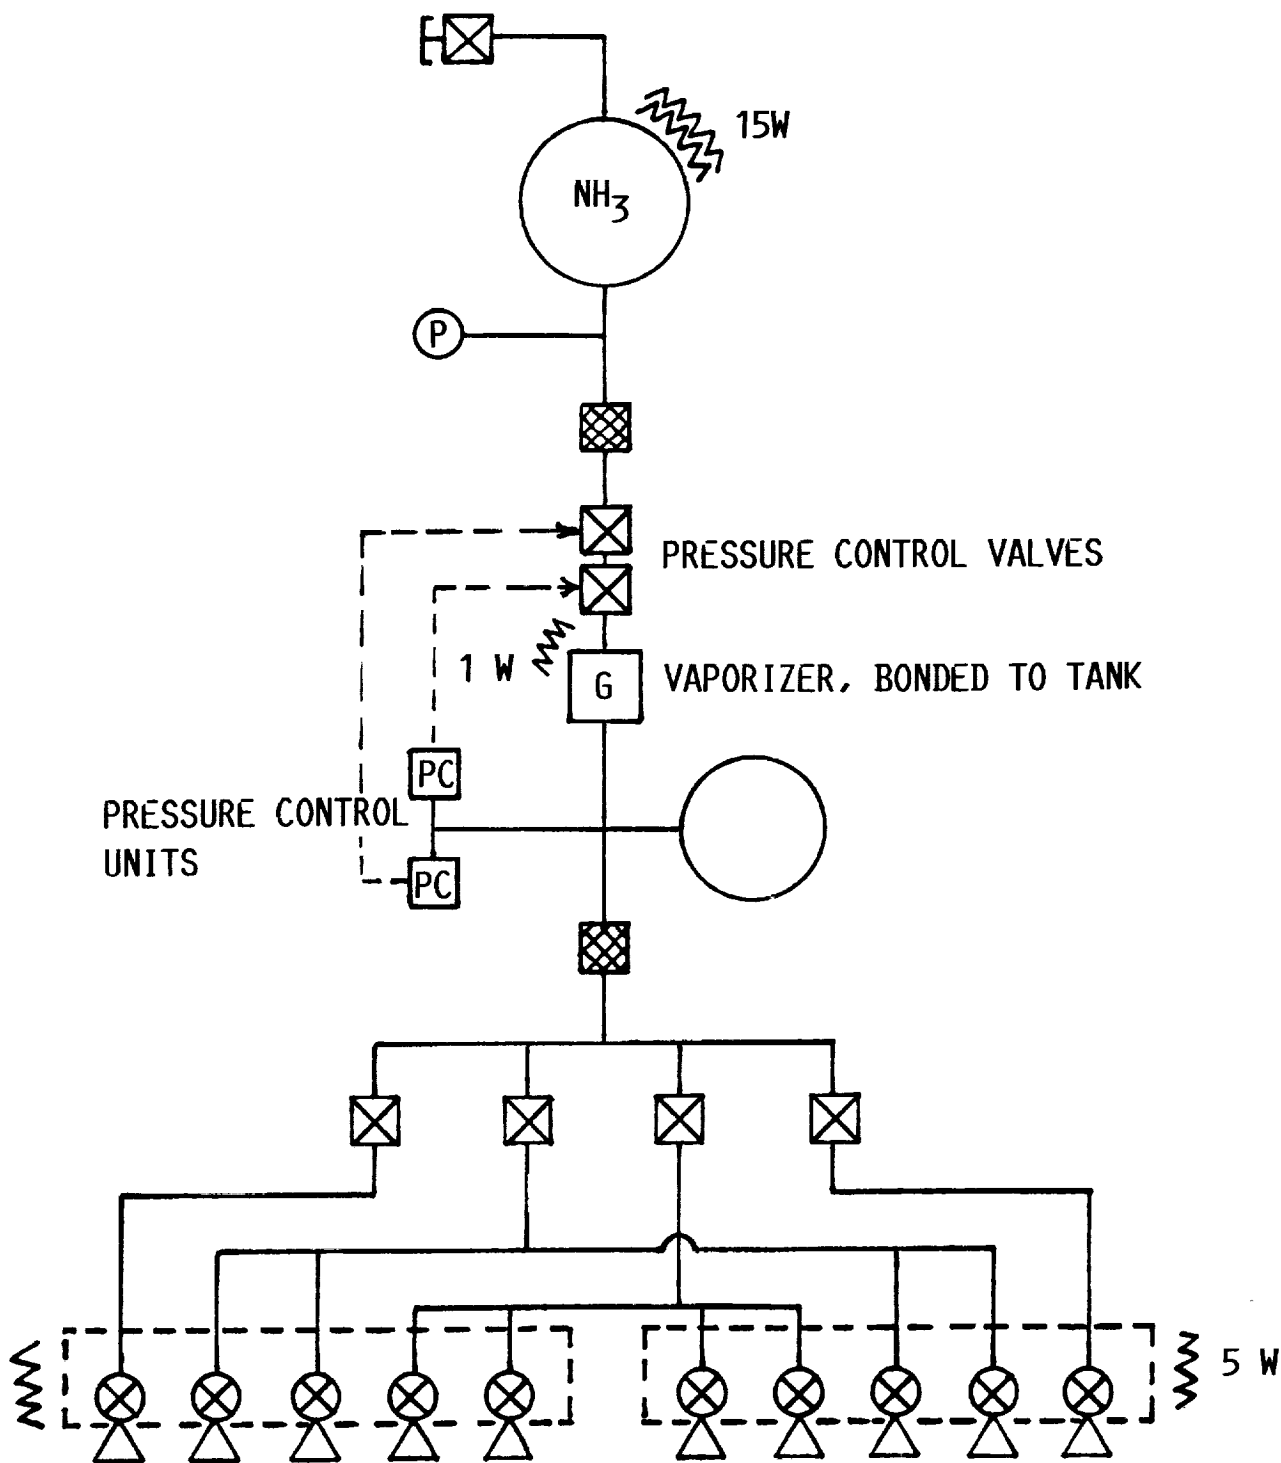 15W
NH3
P
PRESSURE CONTROL VALVES
1 W
G
VAPORIZER, BONDED TO TANK
PC
PRESSURE CONTROL
UNITS
PC
5 W